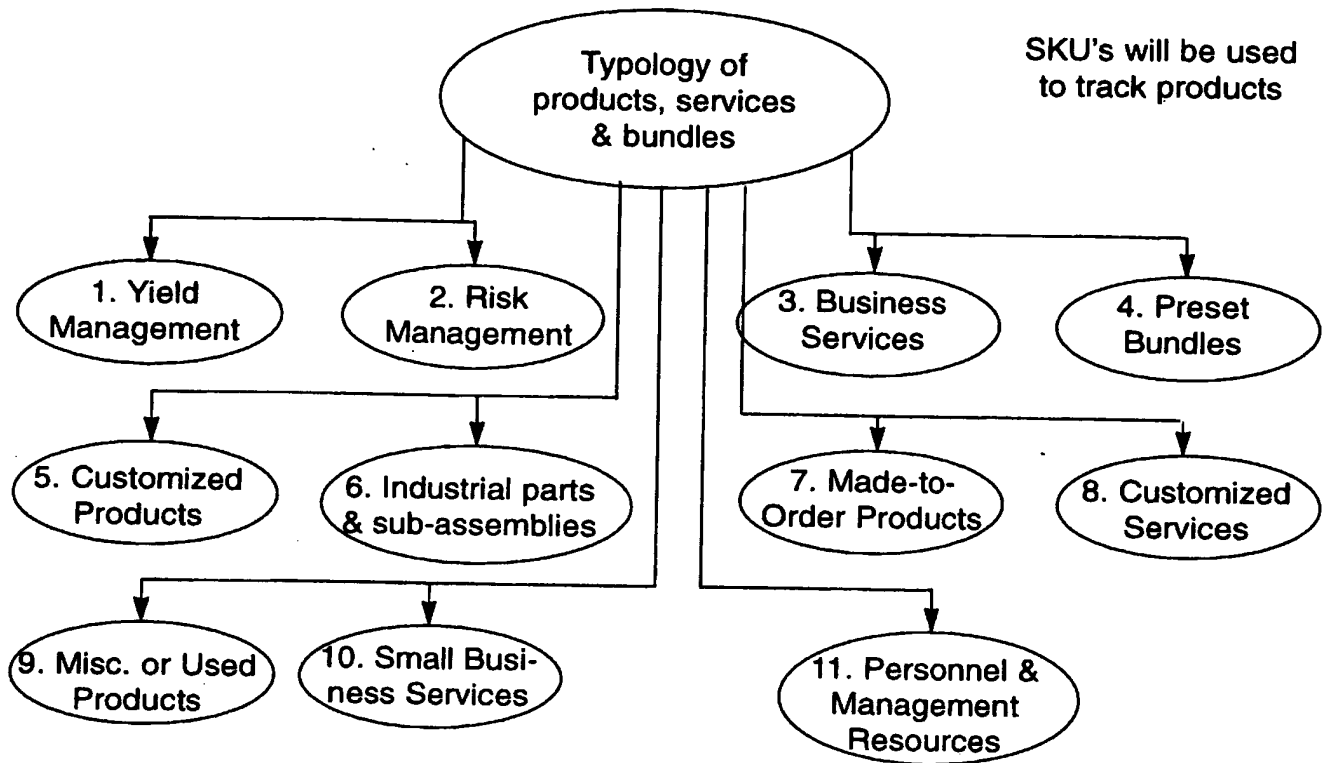 Typology of
products, services
& bundles
SKU's will be used
to track products
1. Yield
Management
2. Risk
Management
3. Business
Services
4. Preset
Bundles
5. Customized
Products
6. Industrial parts
& sub-assemblies
7. Made-to-
Order Products
8. Customized
Services
9. Misc. or Used
Products
10. Small Busi-
ness Services
11. Personnel &
Management
Resources